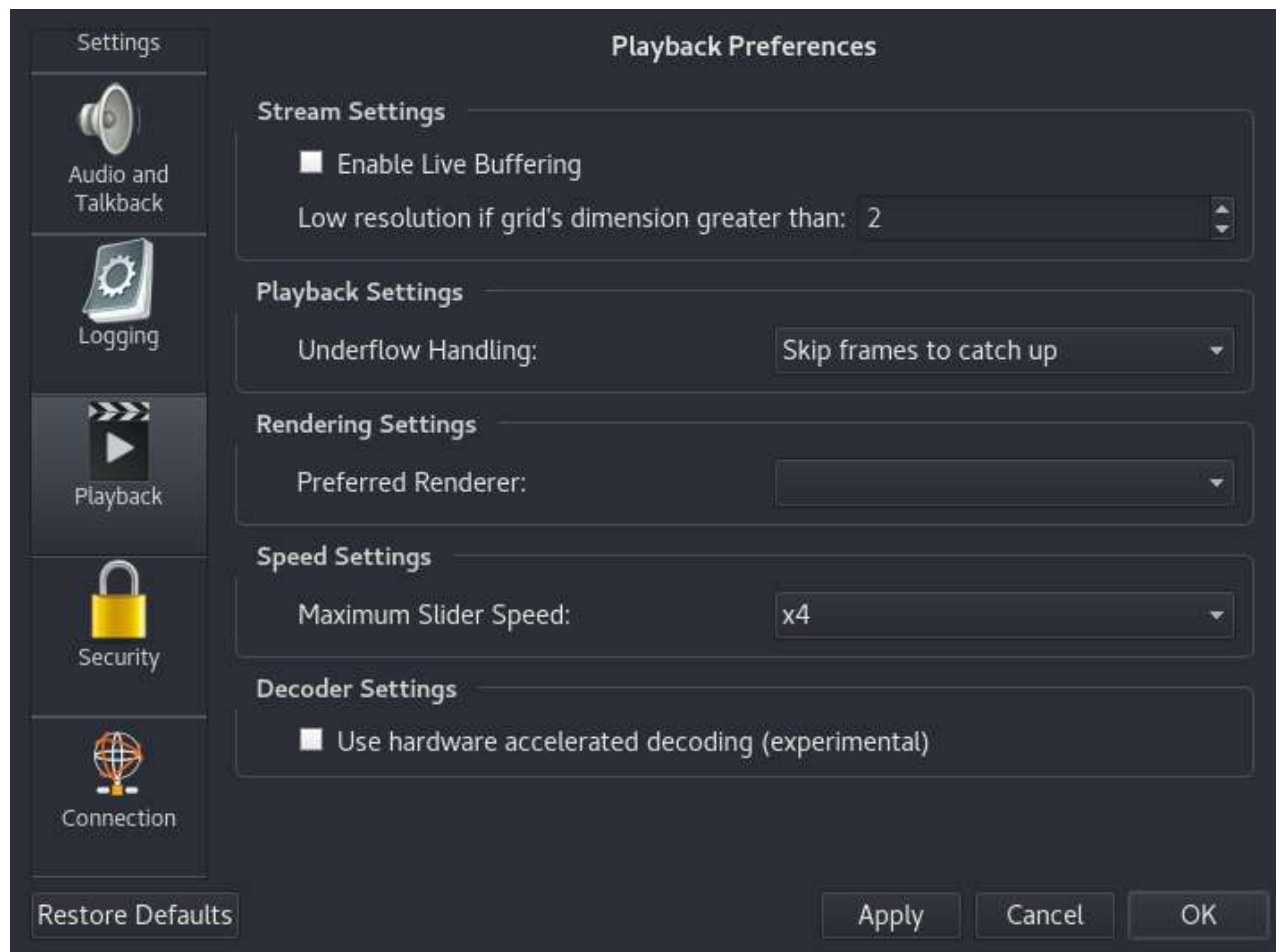 Settings
Audio and
Talkback
Logging
Playback
Security
Connection
Playback Preferences
Stream Settings
Enable Live Buffering
Low resolution if grid's dimension greater than: 2
Playback Settings
Underflow Handling: Skip frames to catch up
Rendering Settings
Preferred Renderer:
Speed Settings
Maximum Slider Speed: x4
Decoder Settings
Use hardware accelerated decoding (experimental)
Restore Defaults Apply Cancel OK